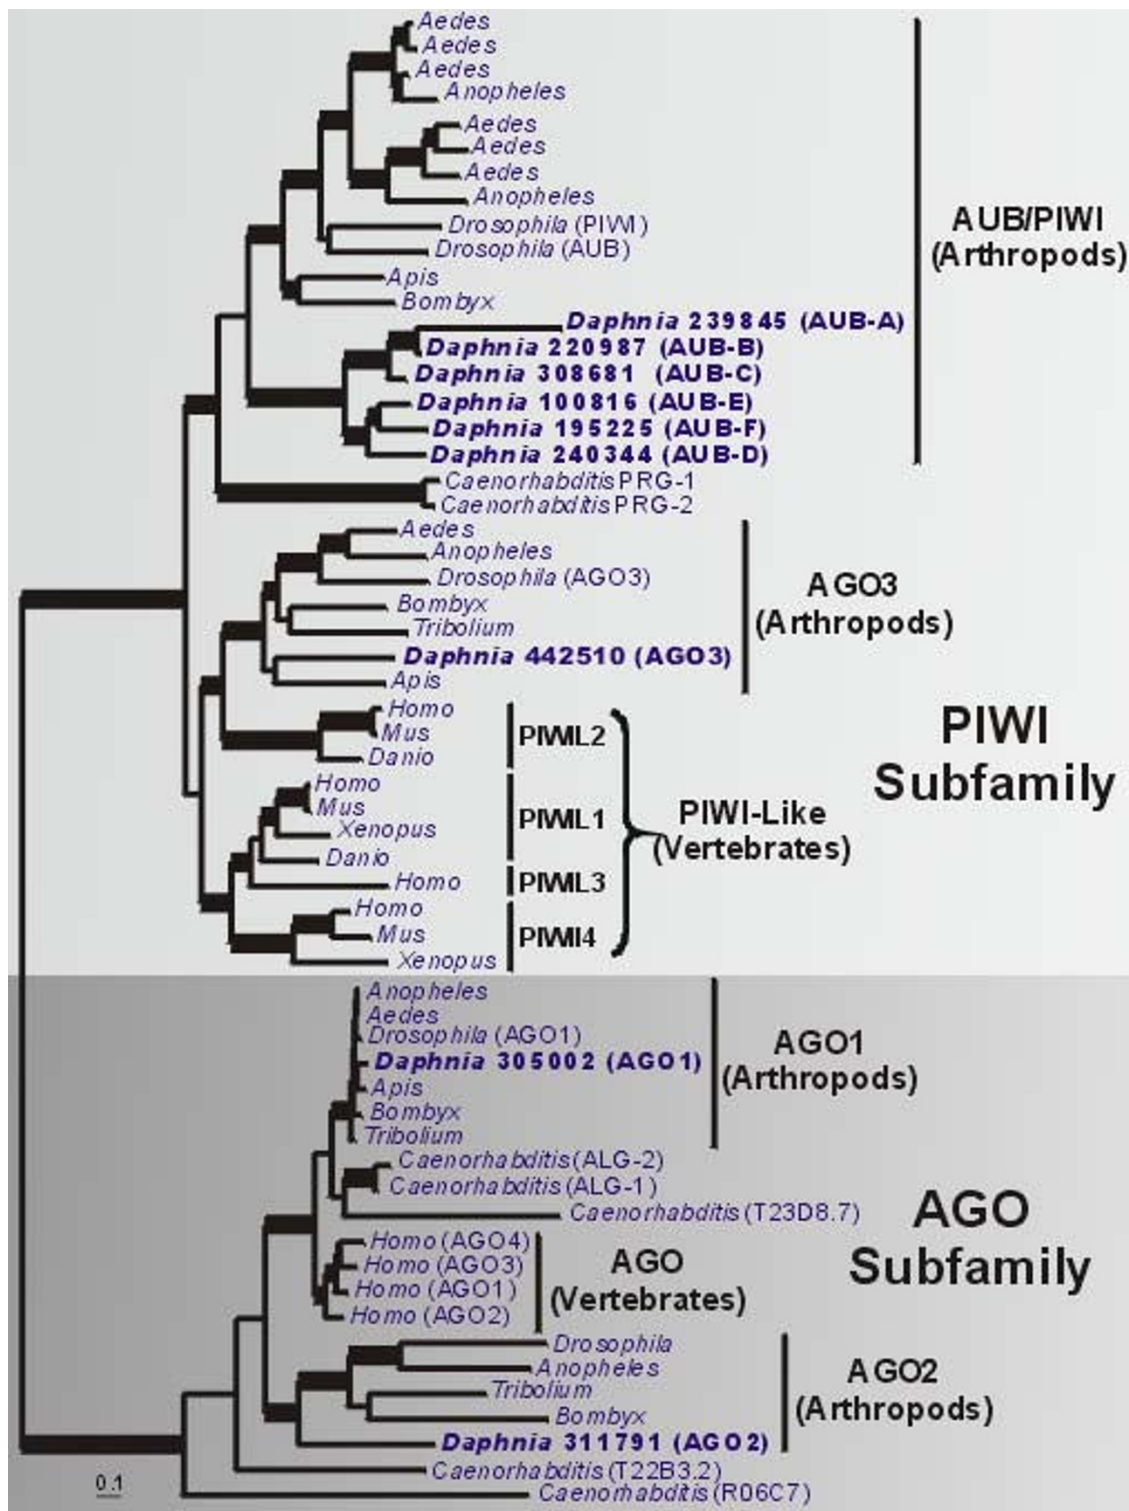 Aedes
Aedes
Aedes
Anopheles
Aedes
Aedes
Aedes
Anopheles
Drosophila (PIWI)
Drosophila (AUB)
Apis
Bombyx
Daphnia 239845 (AUB-A)
Daphnia 220987 (AUB-B)
Daphnia 308681 (AUB-C)
Daphnia 100816 (AUB-E)
Daphnia 195225 (AUB-F)
Daphnia 240344 (AUB-D)
AUB/PIWI
(Arthropods)
Caenorhabditis PRG-1
Caenorhabditis PRG-2
Aedes
Anopheles
Drosophila (AGO3)
Bombyx
Tribolium
Daphnia 442510 (AGO3)
Apis
AGO3
(Arthropods)
Homo
Mus
Danio
PIWIL2
Homo
Mus
Xenopus
Danio
PIWIL1
Homo
PIWIL3
Homo
Mus
Xenopus
PIWIl4
PIWI-Like
(Vertebrates)
PIWI
Subfamily
Anopheles
Aedes
Drosophila (AGO1)
Daphnia 305002 (AGO1)
Apis
Bombyx
Tribolium
AGO1
(Arthropods)
Caenorhabditis (ALG-2)
Caenorhabditis (ALG-1)
Caenorhabditis (T23D8.7)
Homo (AGO4)
Homo (AGO3)
Homo (AGO1)
Homo (AGO2)
AGO
(Vertebrates)
AGO
Subfamily
Drosophila
Anopheles
Tribolium
Bombyx
Daphnia 311791 (AGO2)
AGO2
(Arthropods)
Caenorhabditis (T22B3.2)
Caenorhabditis (R06C7)
0.1